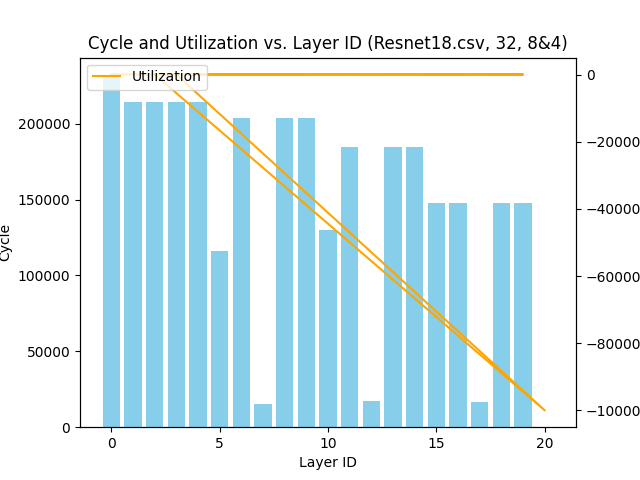 Cycle and Utilization vs. Layer ID (Resnet18.csv, 32, 8&4)
Utilization
200000
150000
100000
50000
0
Cycle
0
−20000
−40000
−60000
−80000
−10000
0 5 10 15 20
Layer ID